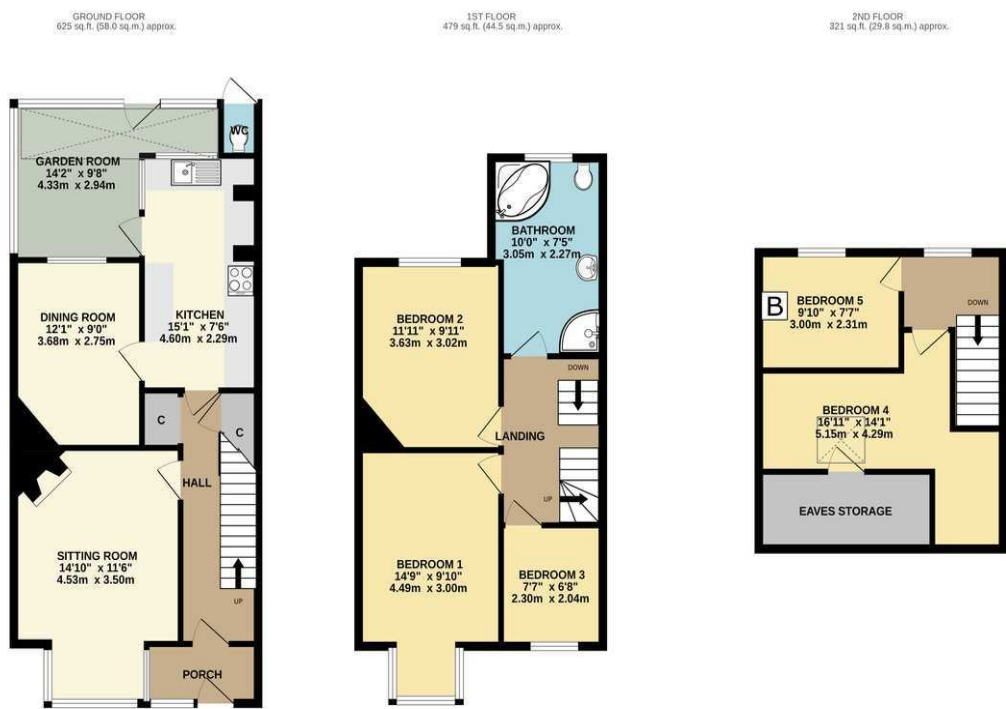 GROUND FLOOR
625 sq.ft. (58.0 sq.m.) approx.
1ST FLOOR
479 sq.ft. (44.5 sq.m.) approx.
2ND FLOOR
321 sq.ft. (29.8 sq.m.) approx.
WC
GARDEN ROOM
14'2" x 9'8"
4.33m x 2.94m
DINING ROOM
12'1" x 9'0"
3.68m x 2.75m
KITCHEN
15'1" x 7'6"
4.60m x 2.29m
C
C
HALL
SITTING ROOM
14'10" x 11'6"
4.53m x 3.50m
UP
PORCH
BATHROOM
10'0" x 7'5"
3.05m x 2.27m
BEDROOM 2
11'11" x 9'11"
3.63m x 3.02m
DOWN
LANDING
UP
BEDROOM 1
14'9" x 9'10"
4.49m x 3.00m
BEDROOM 3
7'7" x 6'8"
2.30m x 2.04m
B
BEDROOM 5
9'10" x 7'7"
3.00m x 2.31m
DOWN
BEDROOM 4
16'11" x 14'1"
5.15m x 4.29m
EAVES STORAGE